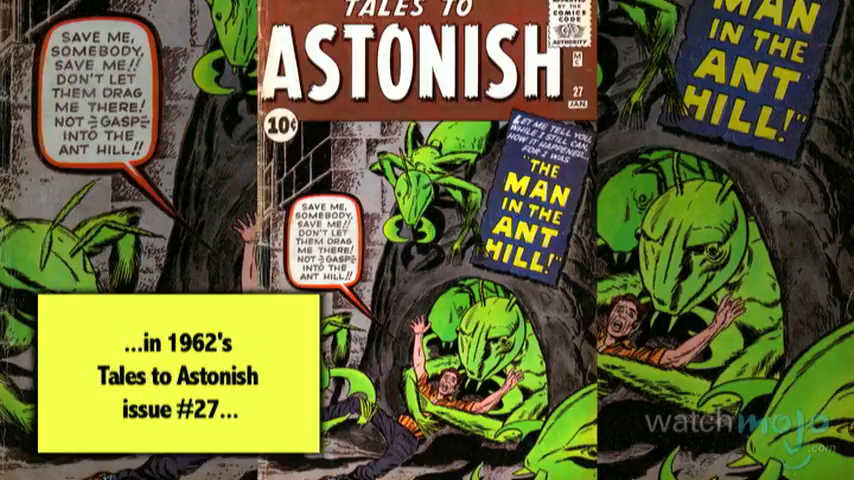 TALES TO
ASTONISH
APPROVED
BY THE
COMICS
CODE
AUTHORITY
M
C
27
JAN
10¢
SAVE ME,
SOMEBODY,
SAVE ME!!
DON'T LET
THEM DRAG
ME THERE!
NOT GASP
INTO THE
ANT HILL!!
LET ME TELL YOU,
WHILE I STILL CAN,
HOW IT HAPPENED...
FOR I WAS
"THE
MAN
IN THE
ANT
HILL!"
SAVE ME,
SOMEBODY,
SAVE ME!!
DON'T LET
THEM DRAG
ME THERE!
NOT GASP
INTO THE
ANT HILL!!
MAN
IN THE
ANT
HILL!"
...in 1962's
Tales to Astonish
issue #27...
watchmojo
.com